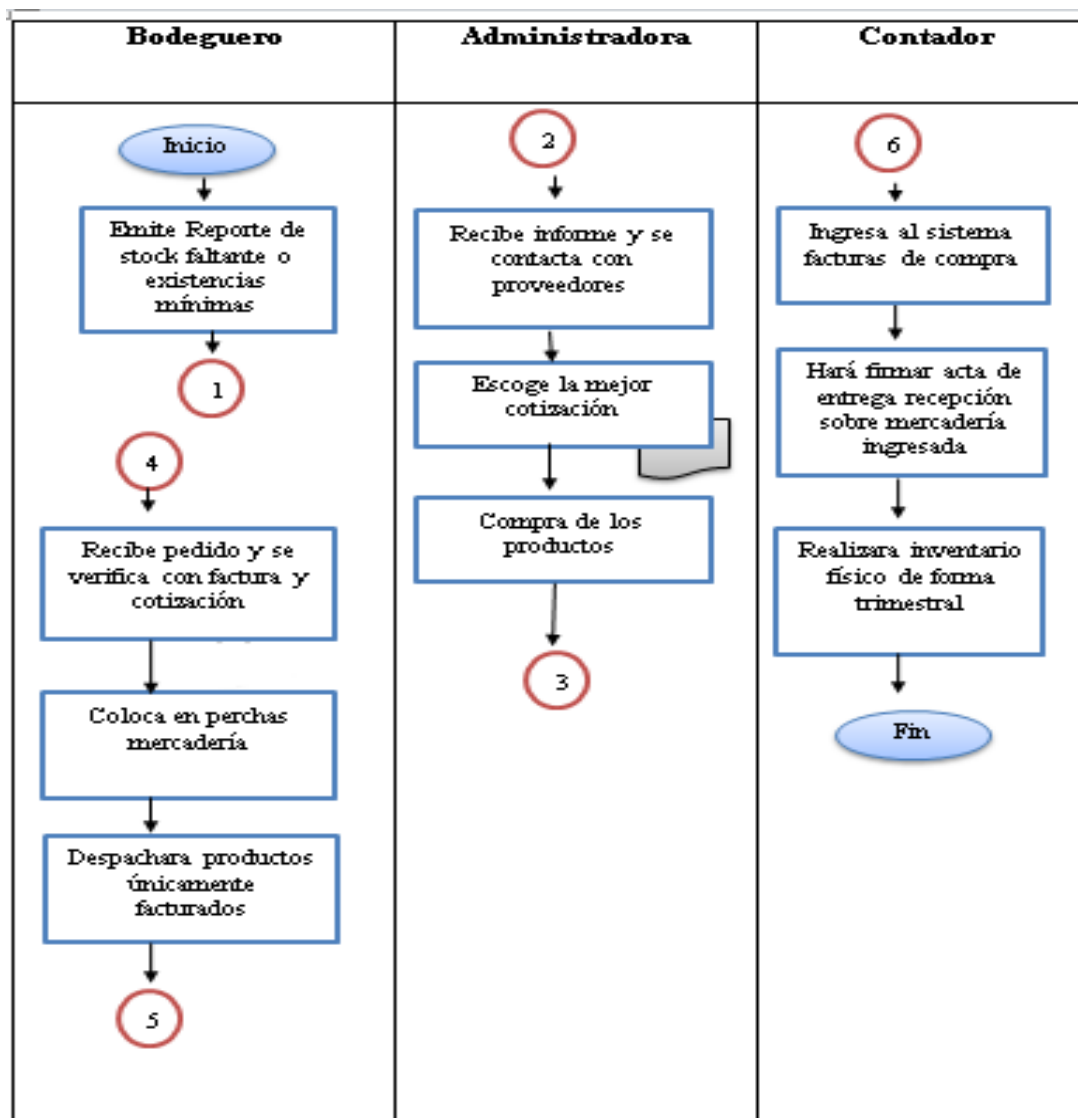 Bodeguero
Administradora
Contador
Inicio
Emite Reporte de
stock faltante o
existencias
mínimas
1
4
Recibe pedido y se
verifica con factura y
cotización
Coloca en perchas
mercadería
Despachara productos
únicamente
facturados
5
2
Recibe informe y se
contacta con
proveedores
Escoge la mejor
cotización
Compra de los
productos
3
6
Ingresa al sistema
facturas de compra
Hará firmar acta de
entrega recepción
sobre mercadería
ingresada
Realizara inventario
físico de forma
trimestral
Fin